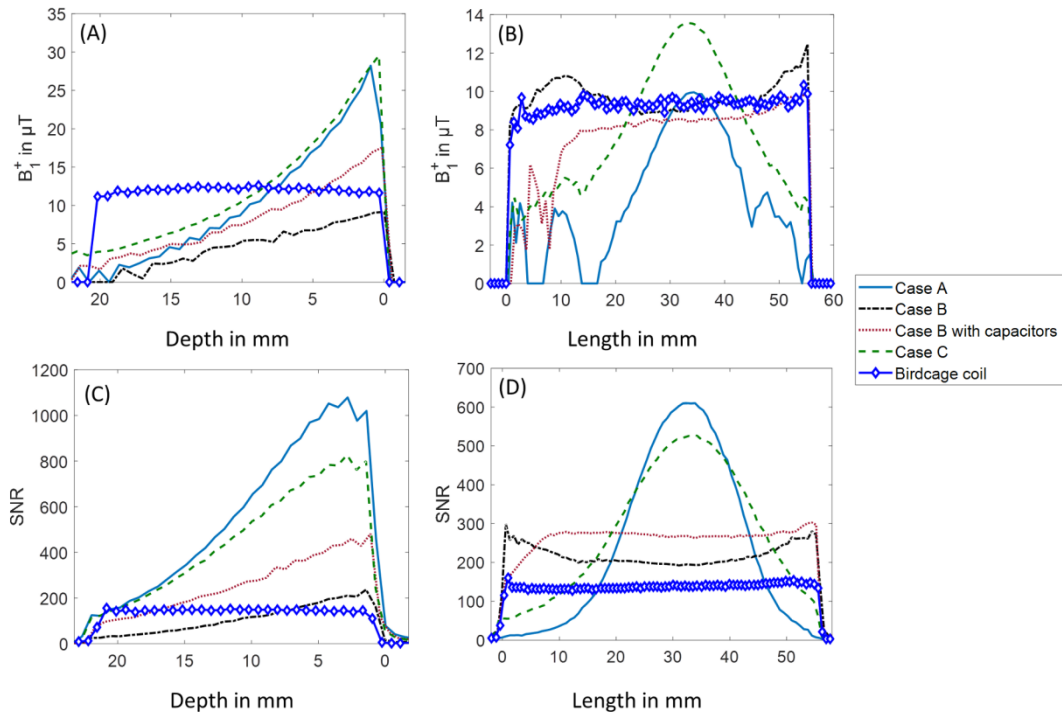 (A)
35
30
25
20
15
10
5
0
B₁⁺ in μT
20 15 10 5 0
Depth in mm
(B)
14
12
10
8
6
4
2
0
B₁⁺ in μT
0 10 20 30 40 50 60
Length in mm
Case A
Case B
Case B with capacitors
Case C
Birdcage coil
(C)
1200
1000
800
600
400
200
0
SNR
20 15 10 5 0
Depth in mm
(D)
700
600
500
400
300
200
100
0
SNR
0 10 20 30 40 50
Length in mm